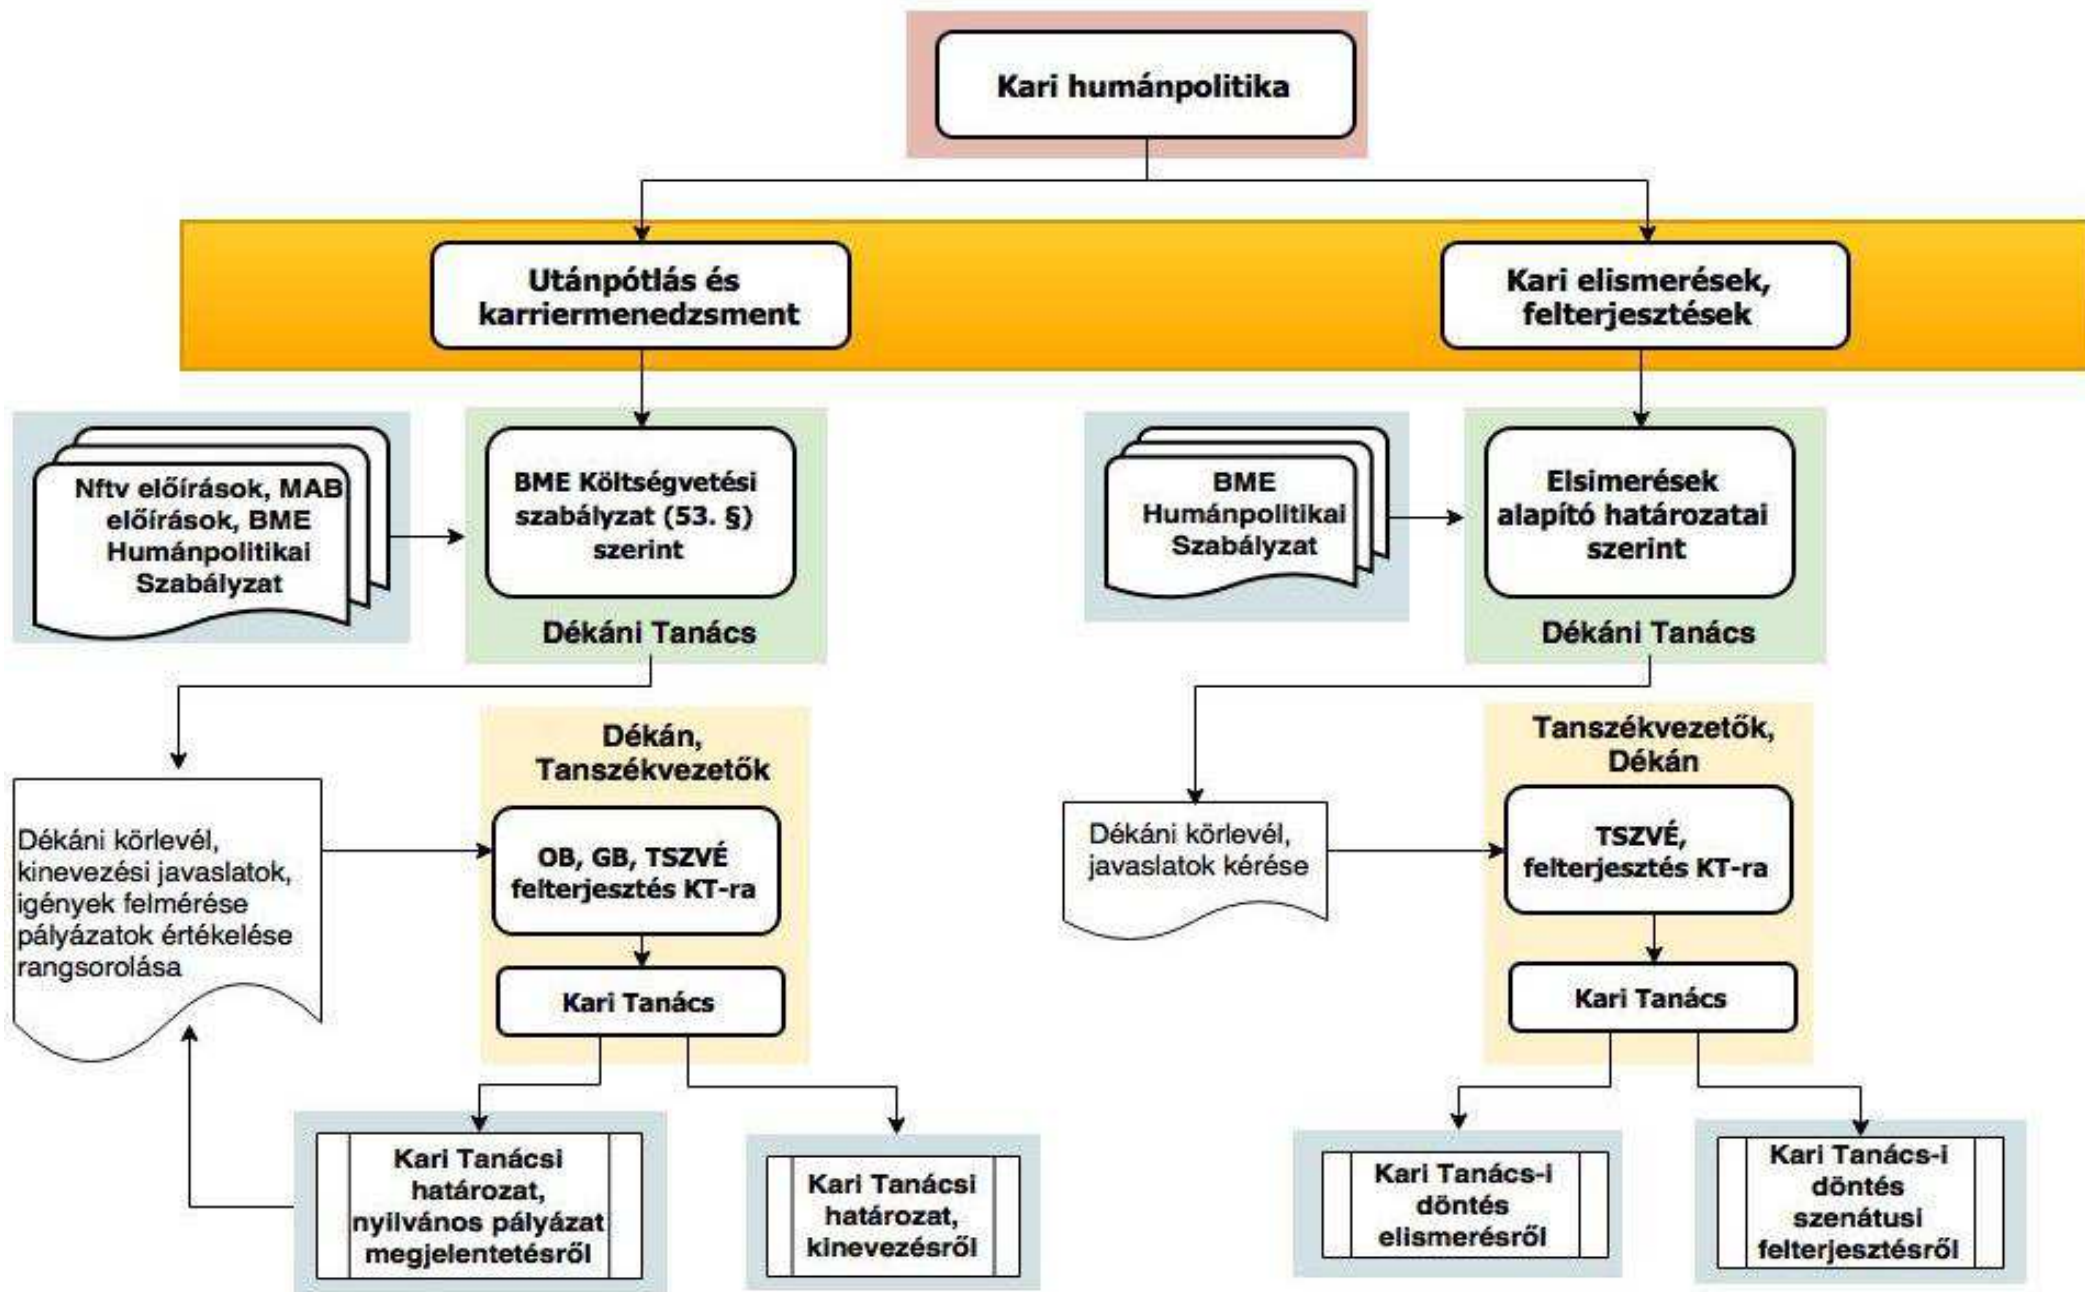 Kari humánpolitika
Utánpótlás és
karriermenedzsment
Kari elismerések,
felterjesztések
Nftv előírások, MAB
előírások, BME
Humánpolitikai
Szabályzat
BME Költségvetési
szabályzat (53. §)
szerint
Dékáni Tanács
BME
Humánpolitikai
Szabályzat
Elsimerések
alapító határozatai
szerint
Dékáni Tanács
Dékáni körlevél,
kinevezési javaslatok,
igények felmérése
pályázatok értékelése
rangsorolása
Dékán,
Tanszékvezetők
OB, GB, TSZVÉ
felterjesztés KT-ra
Kari Tanács
Dékáni körlevél,
javaslatok kérése
Tanszékvezetők,
Dékán
TSZVÉ,
felterjesztés KT-ra
Kari Tanács
Kari Tanácsi
határozat,
nyilvános pályázat
megjelentetésről
Kari Tanácsi
határozat,
kinevezésről
Kari Tanács-i
döntés
elismerésről
Kari Tanács-i
döntés
szenátusi
felterjesztésről